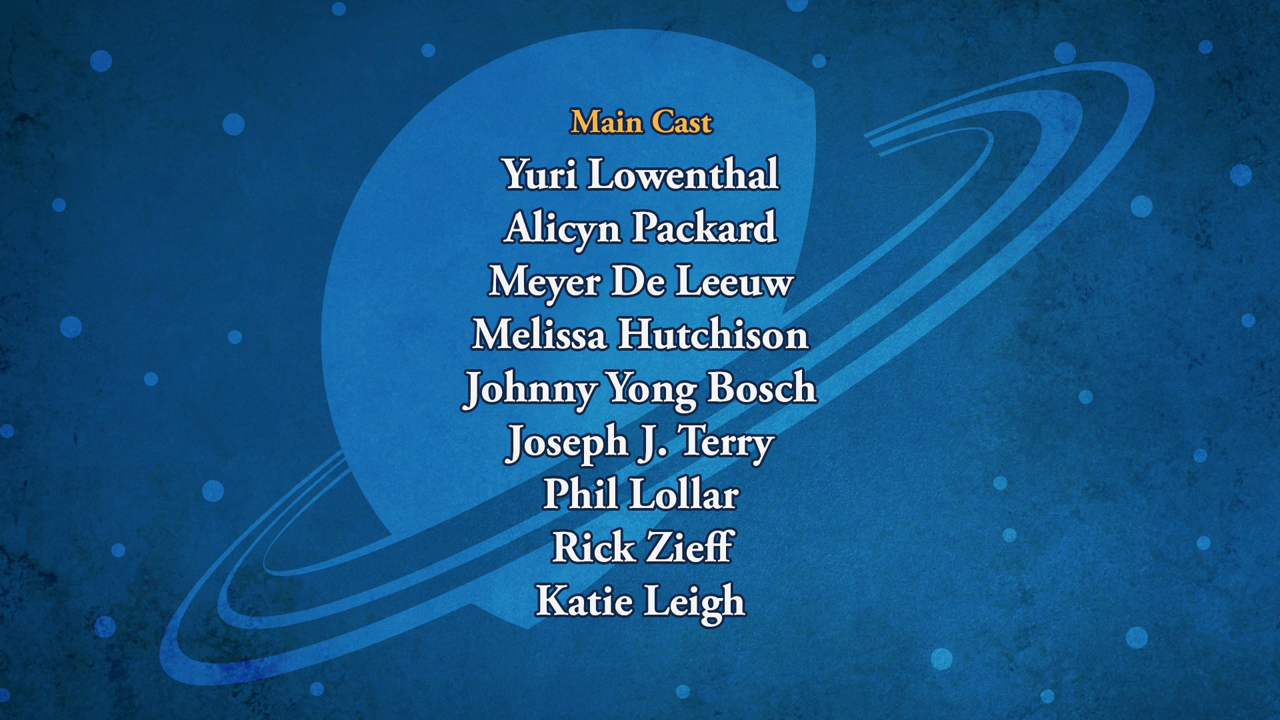 Main Cast
Yuri Lowenthal
Alicyn Packard
Meyer De Leeuw
Melissa Hutchison
Johnny Yong Bosch
Joseph J. Terry
Phil Lollar
Rick Zieff
Katie Leigh